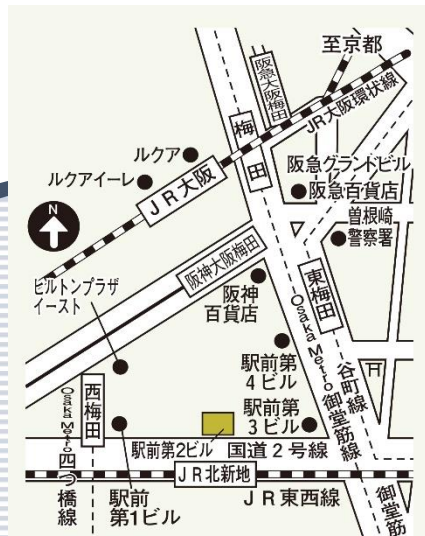 至京都
阪急大阪梅田
JR大阪環状線
梅田
ルクア
ルクアイーレ
JR大阪
阪急グランドビル
阪急百貨店
曽根崎
警察署
N
阪神大阪梅田
ヒルトンプラザ
イースト
阪神
百貨店
東梅田
Osaka Metro 谷町線
Osaka Metro 御堂筋線
駅前第
4ビル
西梅田
Osaka Metro 四つ橋線
駅前第
3ビル
駅前第2ビル
国道2号線
JR北新地
駅前
第1ビル
JR東西線
御堂筋